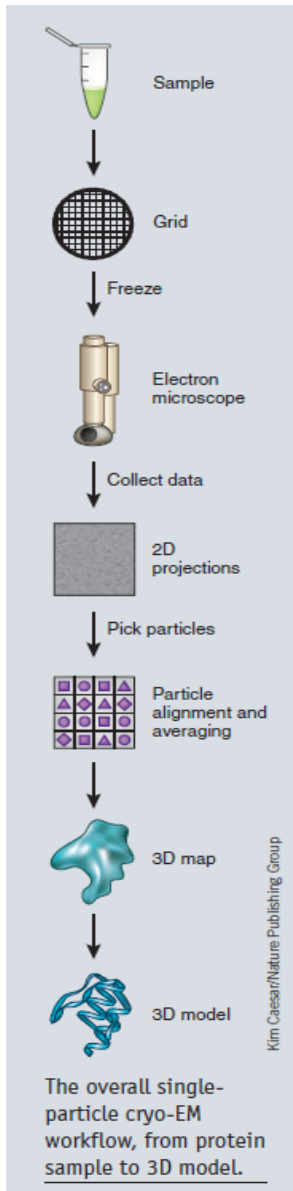 Sample
Grid
Freeze
Electron
microscope
Collect data
2D
projections
Pick particles
Particle
alignment and
averaging
3D map
3D model
Kim Caesar/Nature Publishing Group
The overall single-
particle cryo-EM
workflow, from protein
sample to 3D model.